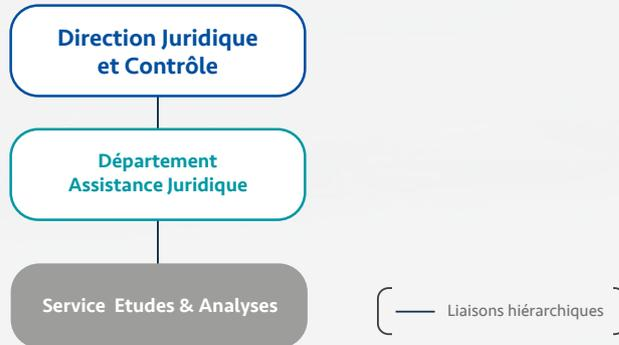 Direction Juridique
et Contrôle
Département
Assistance Juridique
Service Etudes & Analyses
Liaisons hiérarchiques